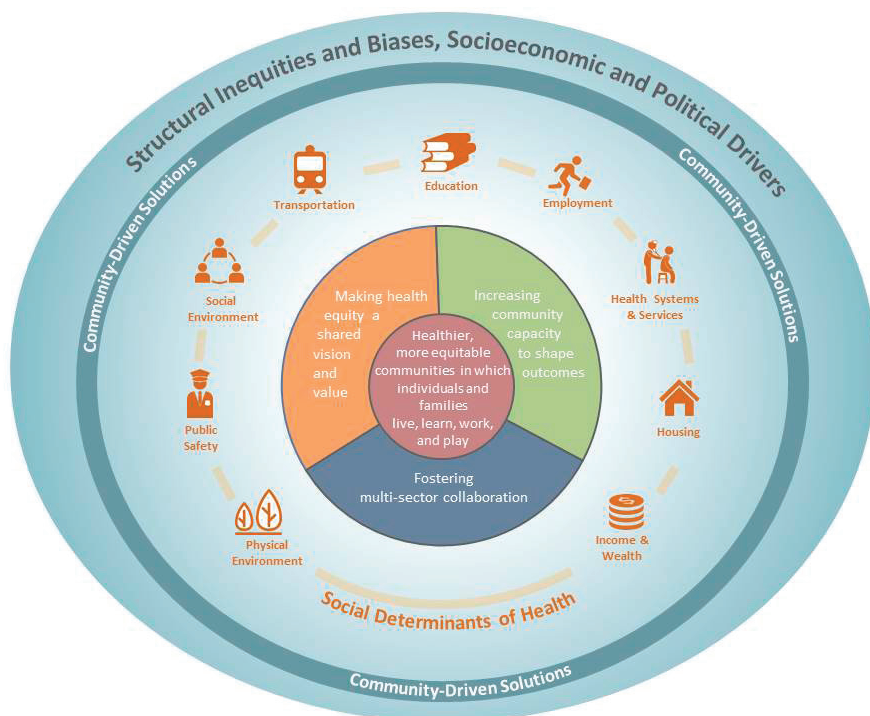 Structural Inequities and Biases, Socioeconomic and Political Drivers
Community-Driven Solutions
Community-Driven Solutions
Education
Transportation
Employment
Social
Environment
Health Systems
& Services
Public
Safety
Housing
Physical
Environment
Income &
Wealth
Making health
equity a
shared
vision
and
value
Increasing
community
capacity
to shape
outcomes
Healthier,
more equitable
communities in which
individuals and
families
live, learn, work,
and play
Fostering
multi-sector collaboration
Social Determinants of Health
Community-Driven Solutions